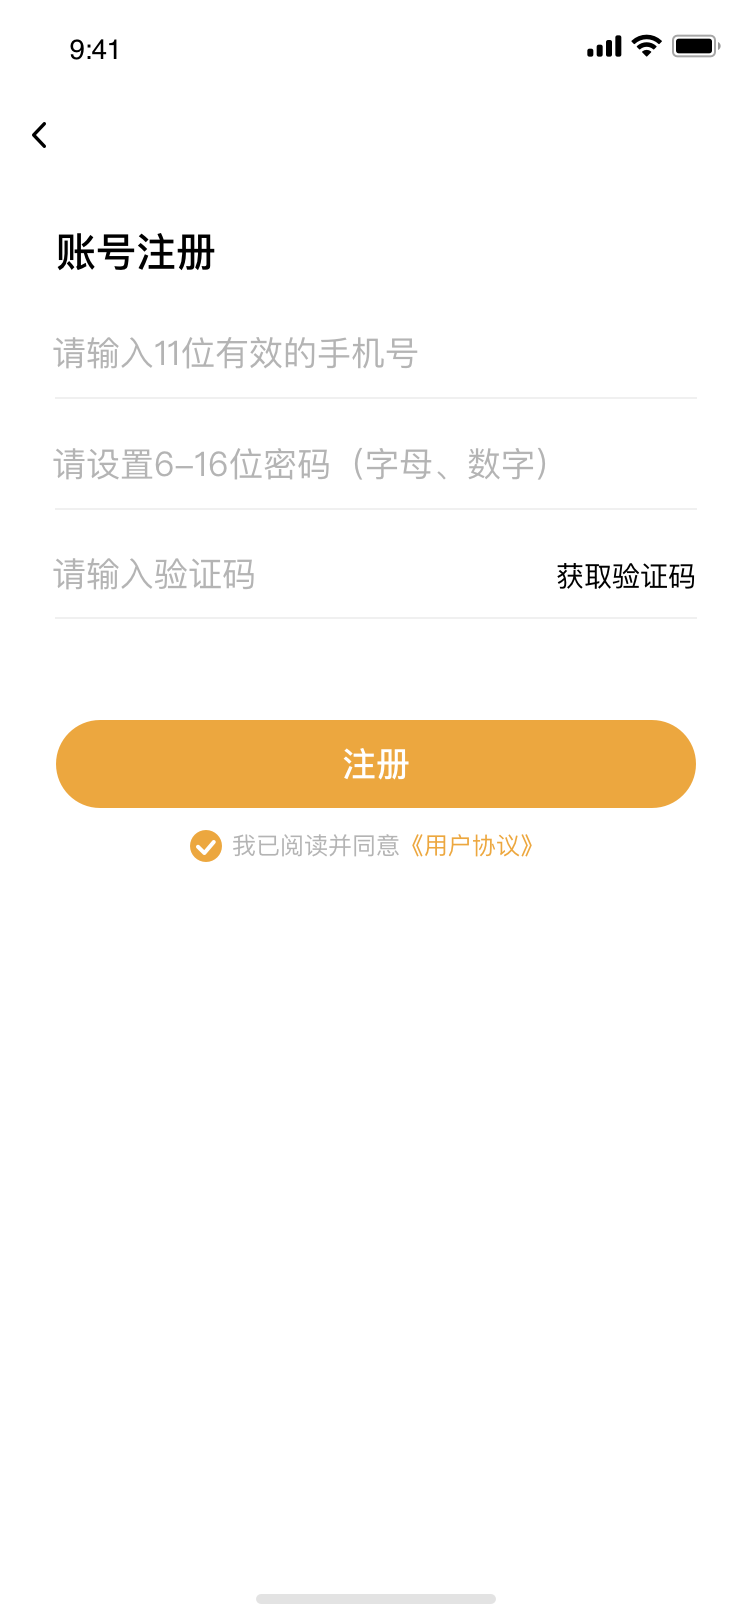 9:41
账号注册
请输入11位有效的手机号
请设置6-16位密码（字母、数字）
请输入验证码 获取验证码
注册
我已阅读并同意《用户协议》